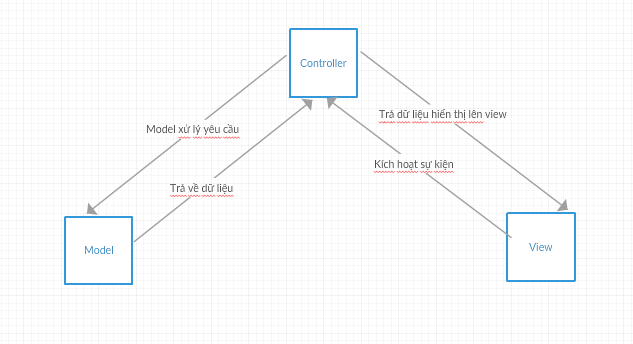 Controller
Trả dữ liệu hiển thị lên view
Model xử lý yêu cầu
Kích hoạt sự kiện
Trả về dữ liệu
Model
View